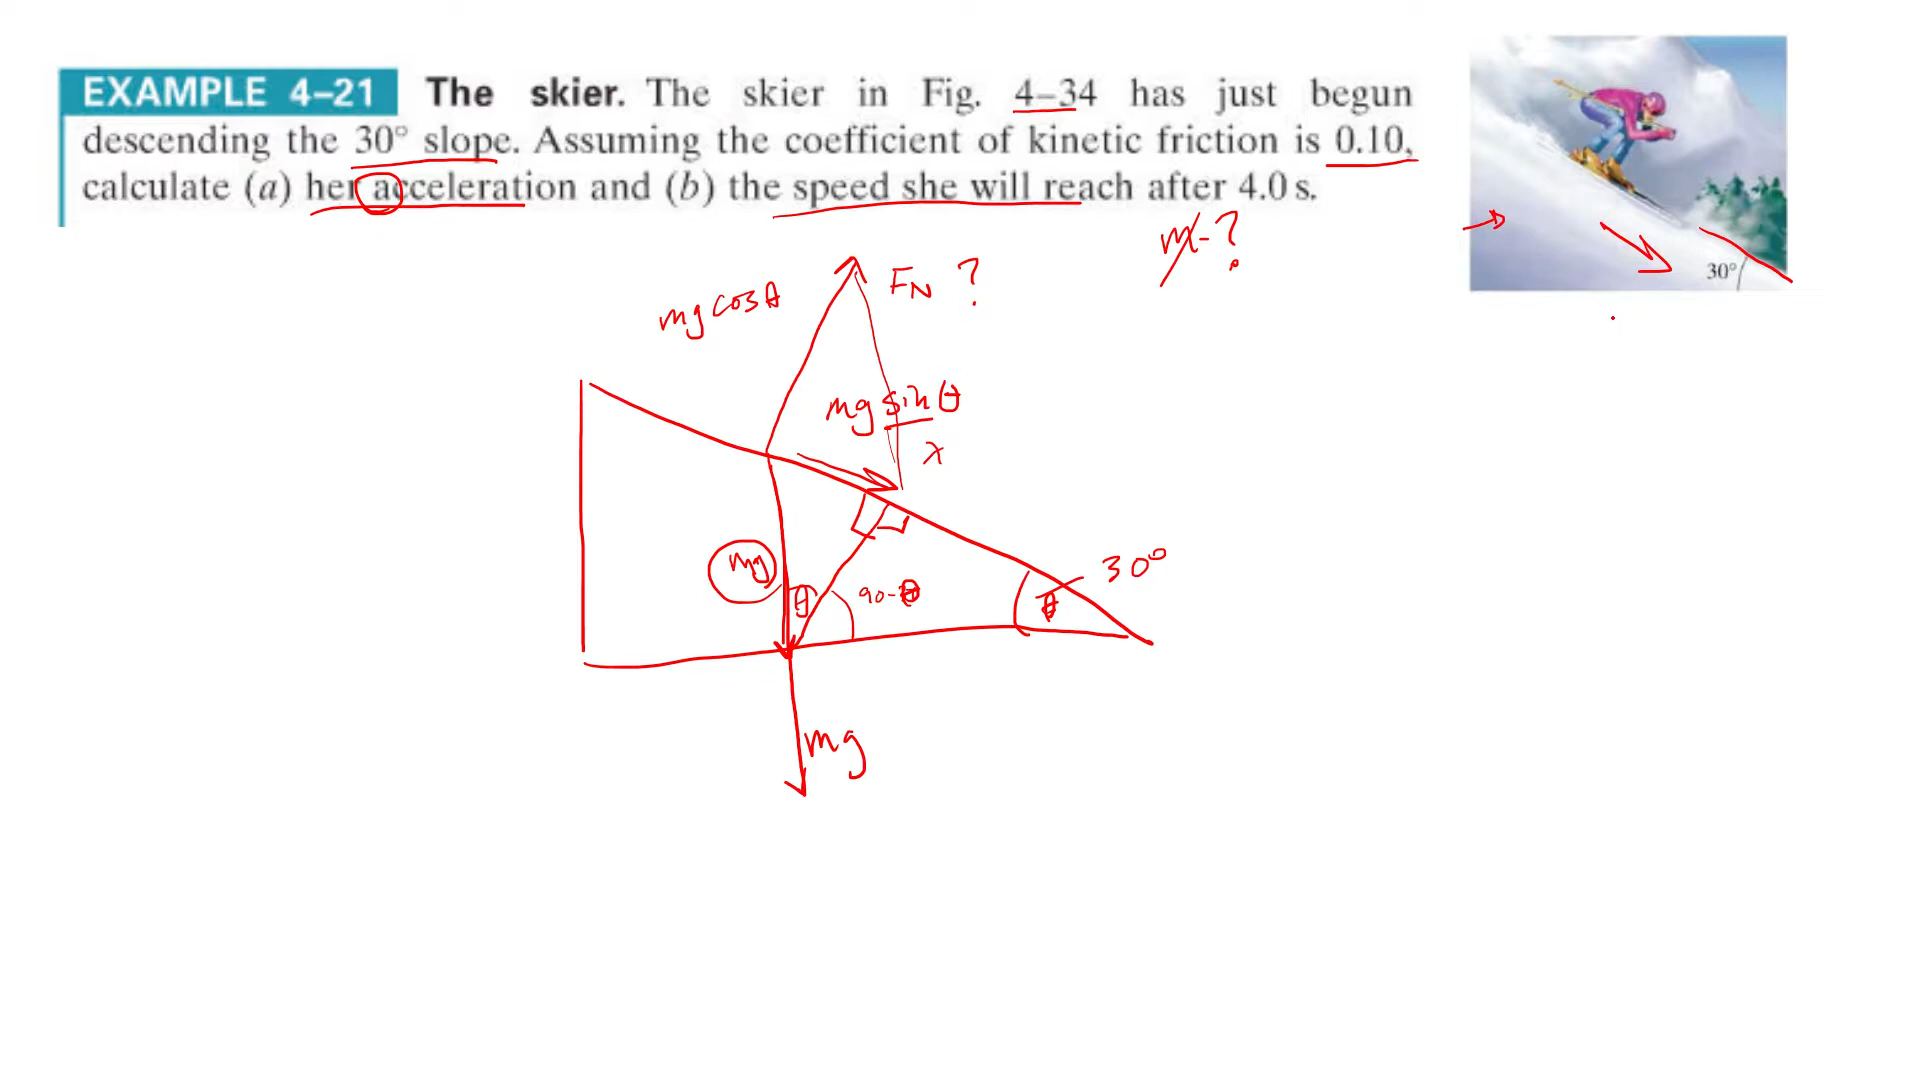 EXAMPLE 4–21 The skier. The skier in Fig. 4–34 has just begun
descending the 30° slope. Assuming the coefficient of kinetic friction is 0.10,
calculate (a) her acceleration and (b) the speed she will reach after 4.0 s.
30°
m - ?
mg cos θ
FN ?
mg sin θ
x
mg
θ
90-θ
θ
30°
mg